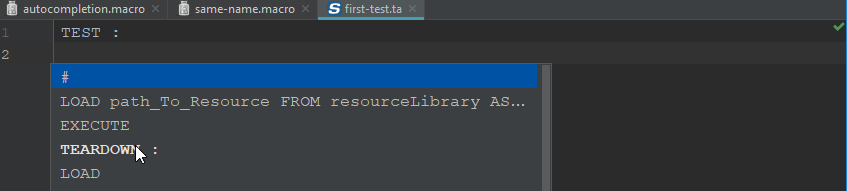 autocompletion.macro same-name.macro first-test.ta
1 TEST :
2
#
LOAD path_To_Resource FROM resourceLibrary AS...
EXECUTE
TEARDOWN :
LOAD